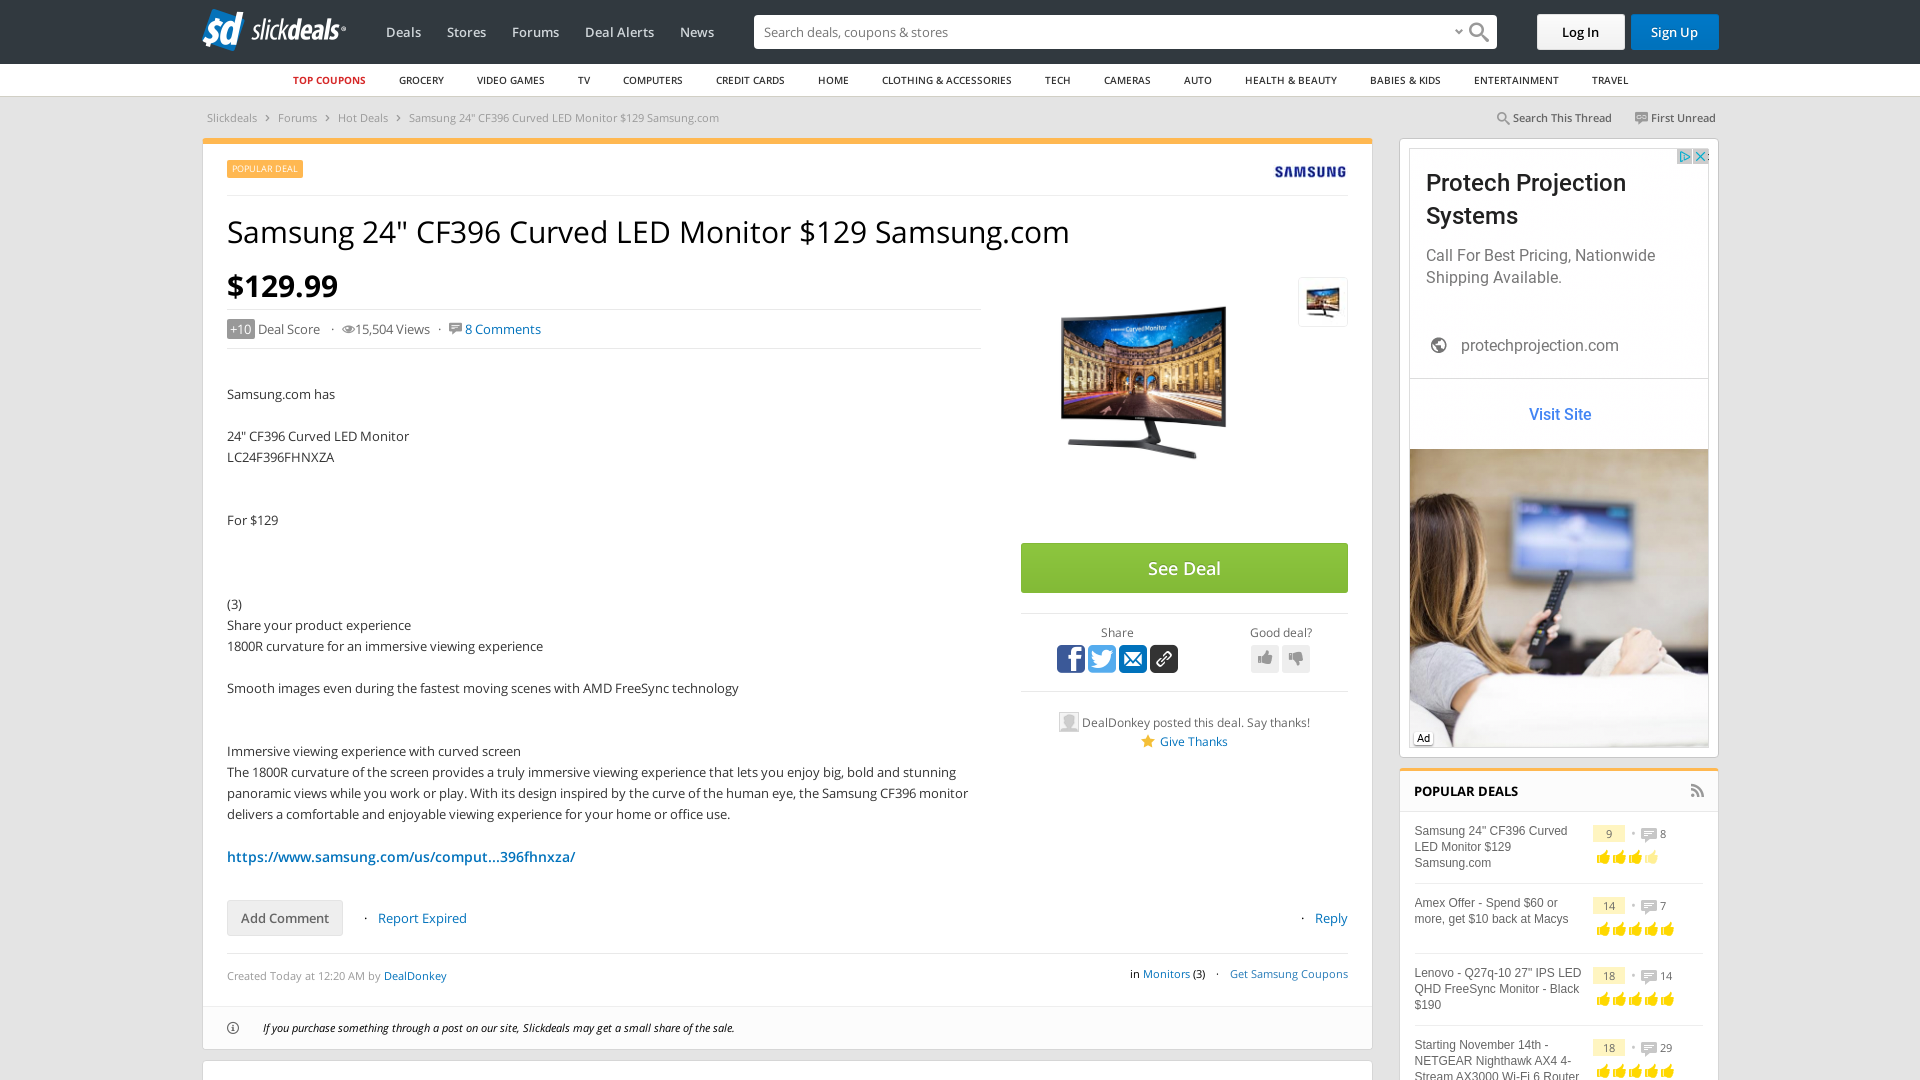 slickdeals
Deals
Stores
Forums
Deal Alerts
News
Search deals, coupons & stores
Log In
Sign Up
TOP COUPONS
GROCERY
VIDEO GAMES
TV
COMPUTERS
CREDIT CARDS
HOME
CLOTHING & ACCESSORIES
TECH
CAMERAS
AUTO
HEALTH & BEAUTY
BABIES & KIDS
ENTERTAINMENT
TRAVEL
Slickdeals › Forums › Hot Deals › Samsung 24" CF396 Curved LED Monitor $129 Samsung.com
Search This Thread
First Unread
POPULAR DEAL
SAMSUNG
Samsung 24" CF396 Curved LED Monitor $129 Samsung.com
$129.99
+10 Deal Score · 15,504 Views · 8 Comments
Samsung.com has
24" CF396 Curved LED Monitor
LC24F396FHNXZA
For $129
(3)
Share your product experience
1800R curvature for an immersive viewing experience
Smooth images even during the fastest moving scenes with AMD FreeSync technology
Immersive viewing experience with curved screen
The 1800R curvature of the screen provides a truly immersive viewing experience that lets you enjoy big, bold and stunning
panoramic views while you work or play. With its design inspired by the curve of the human eye, the Samsung CF396 monitor
delivers a comfortable and enjoyable viewing experience for your home or office use.
https://www.samsung.com/us/comput...396fhnxza/
Add Comment · Report Expired
· Reply
Created Today at 12:20 AM by DealDonkey
in Monitors (3) · Get Samsung Coupons
If you purchase something through a post on our site, Slickdeals may get a small share of the sale.
See Deal
Share
Good deal?
DealDonkey posted this deal. Say thanks!
Give Thanks
Protech Projection
Systems
Call For Best Pricing, Nationwide
Shipping Available.
protechprojection.com
Visit Site
Ad
POPULAR DEALS
Samsung 24" CF396 Curved
LED Monitor $129
Samsung.com
9 · 8
Amex Offer - Spend $60 or
more, get $10 back at Macys
14 · 7
Lenovo - Q27q-10 27" IPS LED
QHD FreeSync Monitor - Black
$190
18 · 14
Starting November 14th -
NETGEAR Nighthawk AX4 4-
Stream AX3000 Wi-Fi 6 Router
18 · 29